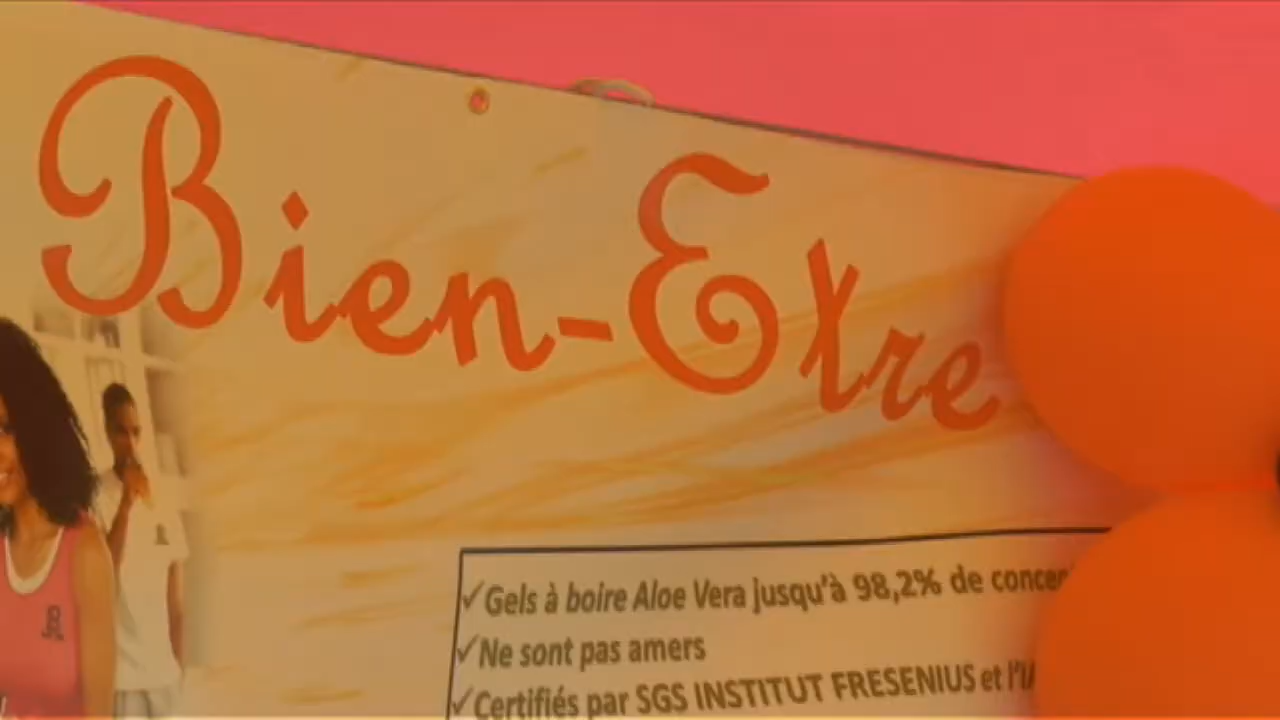 Bien-Etre
✓Gels à boire Aloe Vera jusqu'à 98,2% de
✓Ne sont pas amers
✓Certifiés par SGS INSTITUT FRESENIUS et